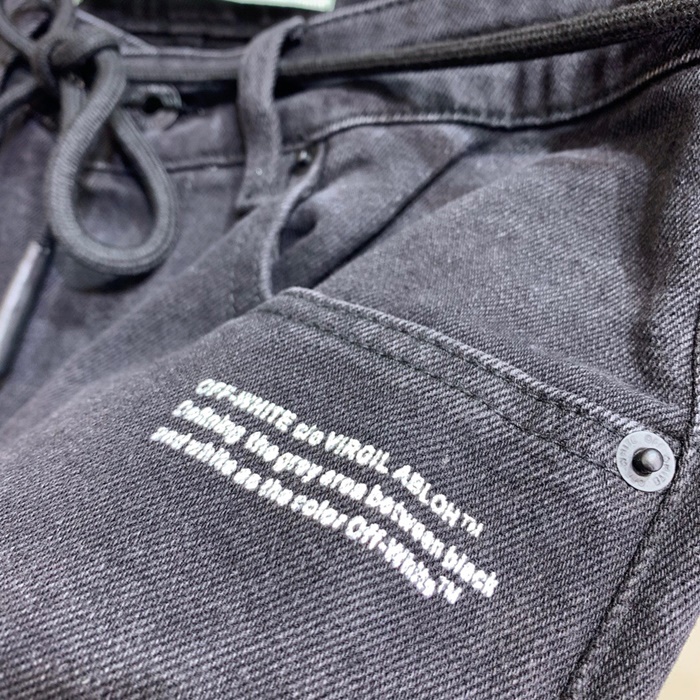 OFF-WHITE c/o VIRGIL ABLOH™
Defining the grey area between black
and white as the color Off-White™